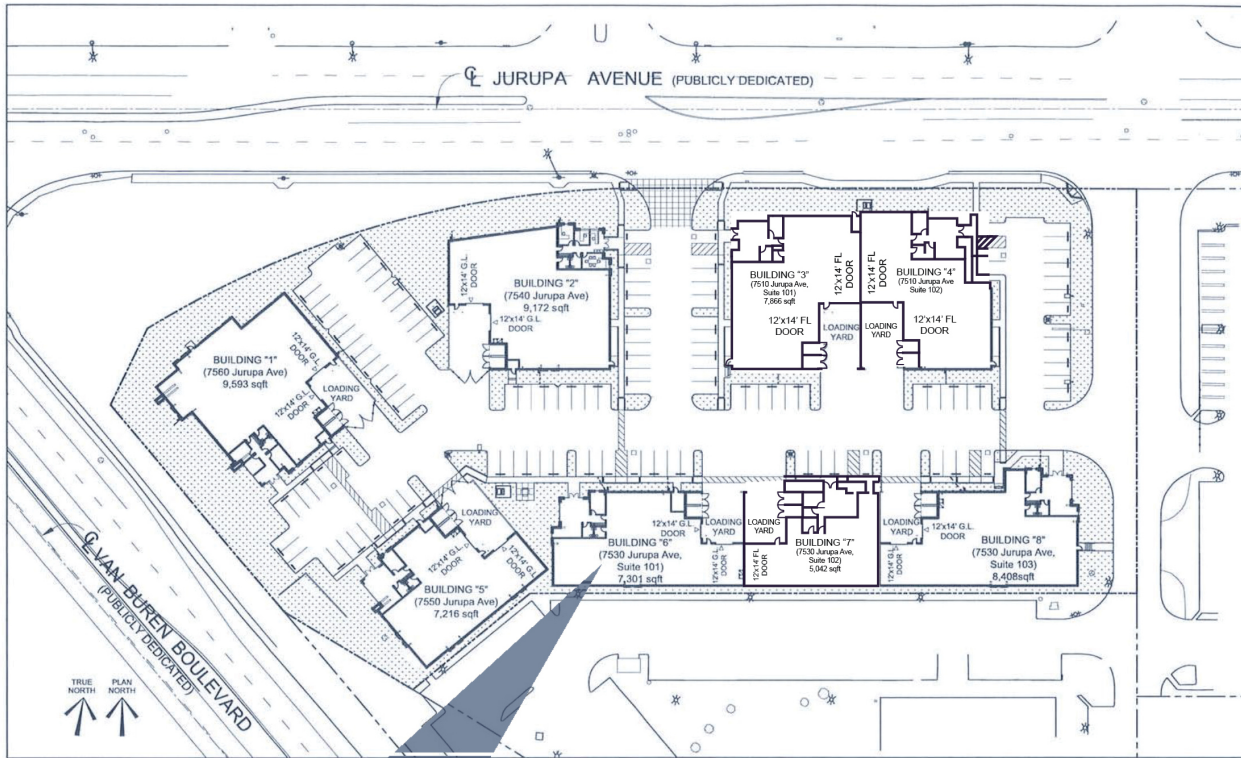 ℄ JURUPA AVENUE (PUBLICLY DEDICATED)
12'x14' G.L.
DOOR
BUILDING "2"
(7540 Jurupa Ave)
9,172 sqft
12'x14' G.L.
DOOR
BUILDING "3"
(7510 Jurupa Ave,
Suite 101)
7,866 sqft
12'x14' FL
DOOR
12'x14' FL
DOOR
LOADING
YARD
12'x14' FL
DOOR
BUILDING "4"
(7510 Jurupa Ave
Suite 102)
12'x14' FL
DOOR
LOADING
YARD
BUILDING "1"
(7560 Jurupa Ave)
9,593 sqft
12'x14' G.L.
DOOR
12'x14' G.L.
DOOR
LOADING
YARD
LOADING
YARD
12'x14' G.L.
DOOR
12'x14' G.L.
DOOR
BUILDING "5"
(7550 Jurupa Ave)
7,216 sqft
12'x14' G.L.
DOOR
LOADING
YARD
BUILDING "6"
(7530 Jurupa Ave,
Suite 101)
7,301 sqft
12'x14' G.L.
DOOR
LOADING
YARD
12'x14' FL
DOOR
BUILDING "7"
(7530 Jurupa Ave,
Suite 102)
5,042 sqft
LOADING
YARD
12'x14' G.L.
DOOR
12'x14' G.L.
DOOR
BUILDING "8"
(7530 Jurupa Ave,
Suite 103)
8,408sqft
℄ VAN BUREN BOULEVARD
(PUBLICLY DEDICATED)
TRUE
NORTH
PLAN
NORTH